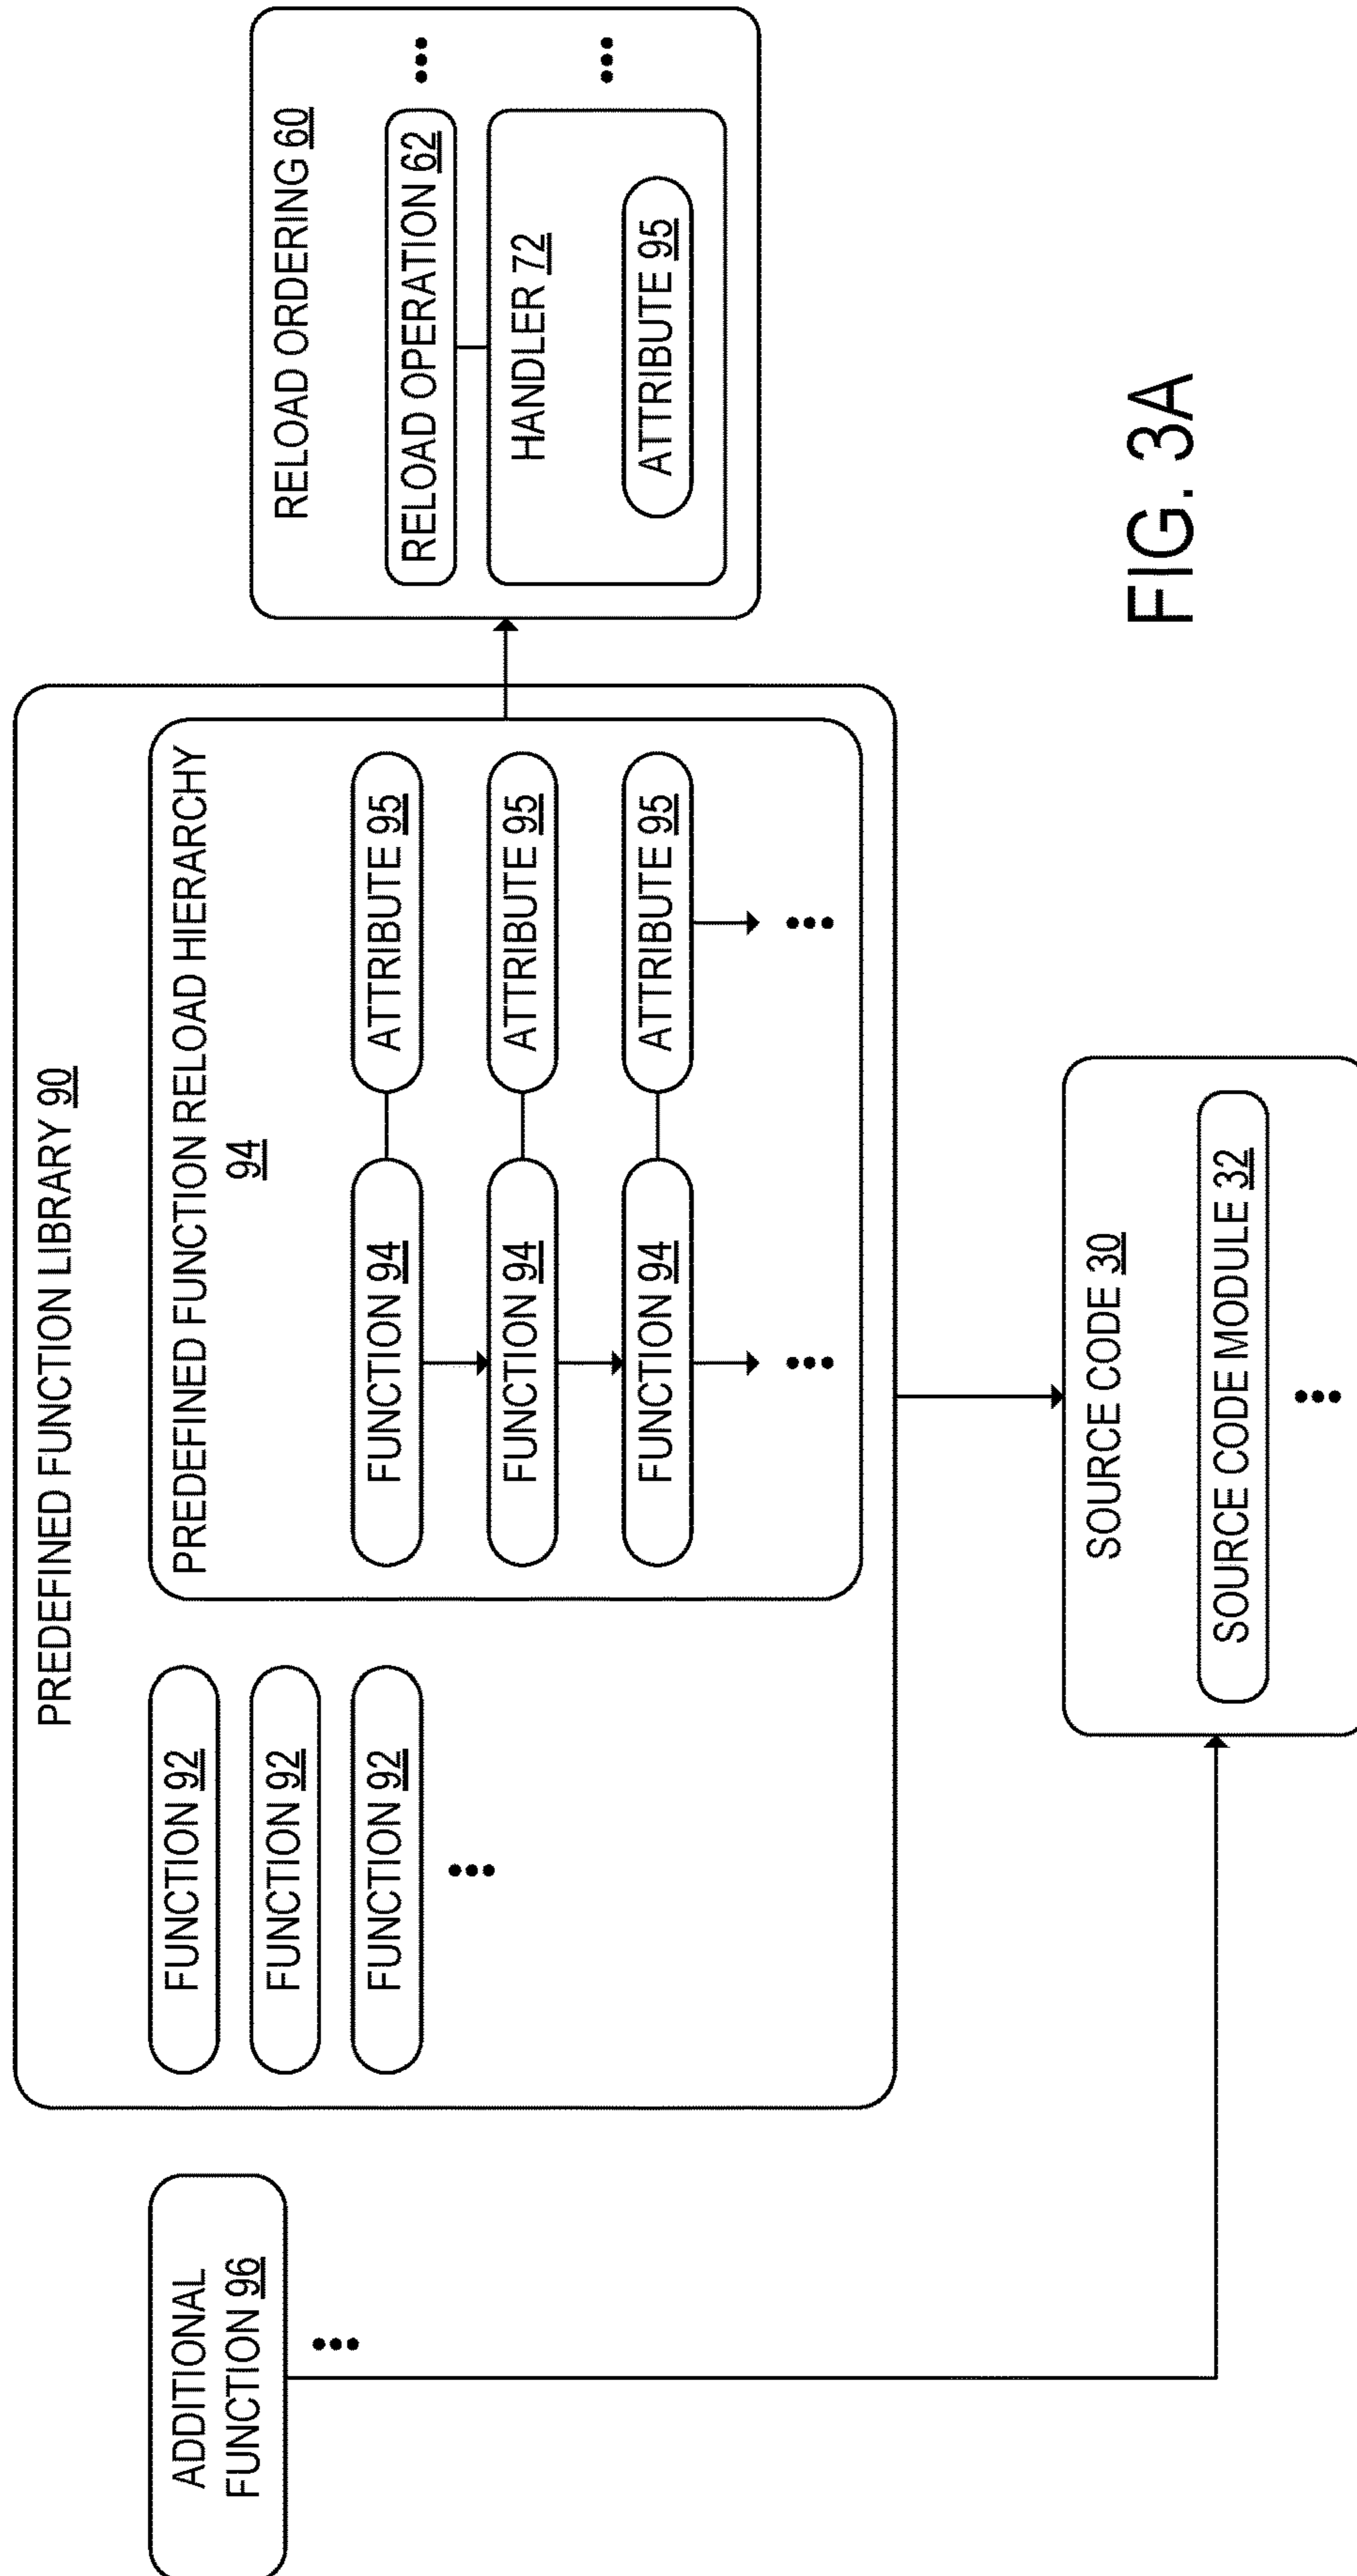 PREDEFINED FUNCTION LIBRARY 90
ADDITIONAL
FUNCTION 96
FUNCTION 92
FUNCTION 92
FUNCTION 92
PREDEFINED FUNCTION RELOAD HIERARCHY
94
FUNCTION 94
ATTRIBUTE 95
FUNCTION 94
ATTRIBUTE 95
FUNCTION 94
ATTRIBUTE 95
RELOAD ORDERING 60
RELOAD OPERATION 62
HANDLER 72
ATTRIBUTE 95
SOURCE CODE 30
SOURCE CODE MODULE 32
FIG. 3A